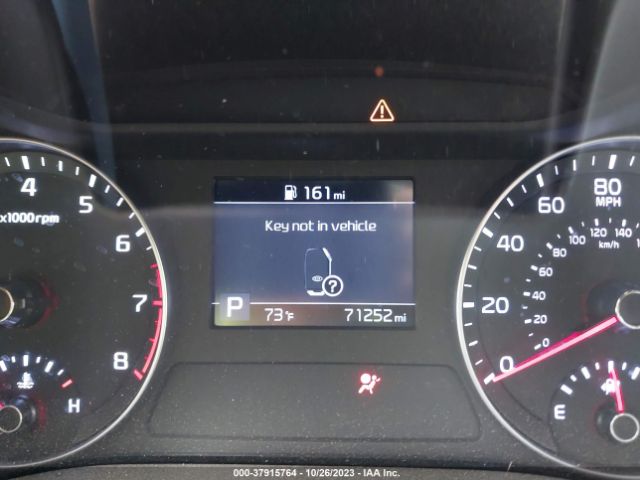 161 mi
Key not in vehicle
?
P 73°F 71252 mi
4 5 6 7 8
x1000rpm
H
0 20 40 60 80
MPH
0 20 40 60 80 100 120 140
km/h
E
000-37915764 | 10/26/2023 | IAA Inc.